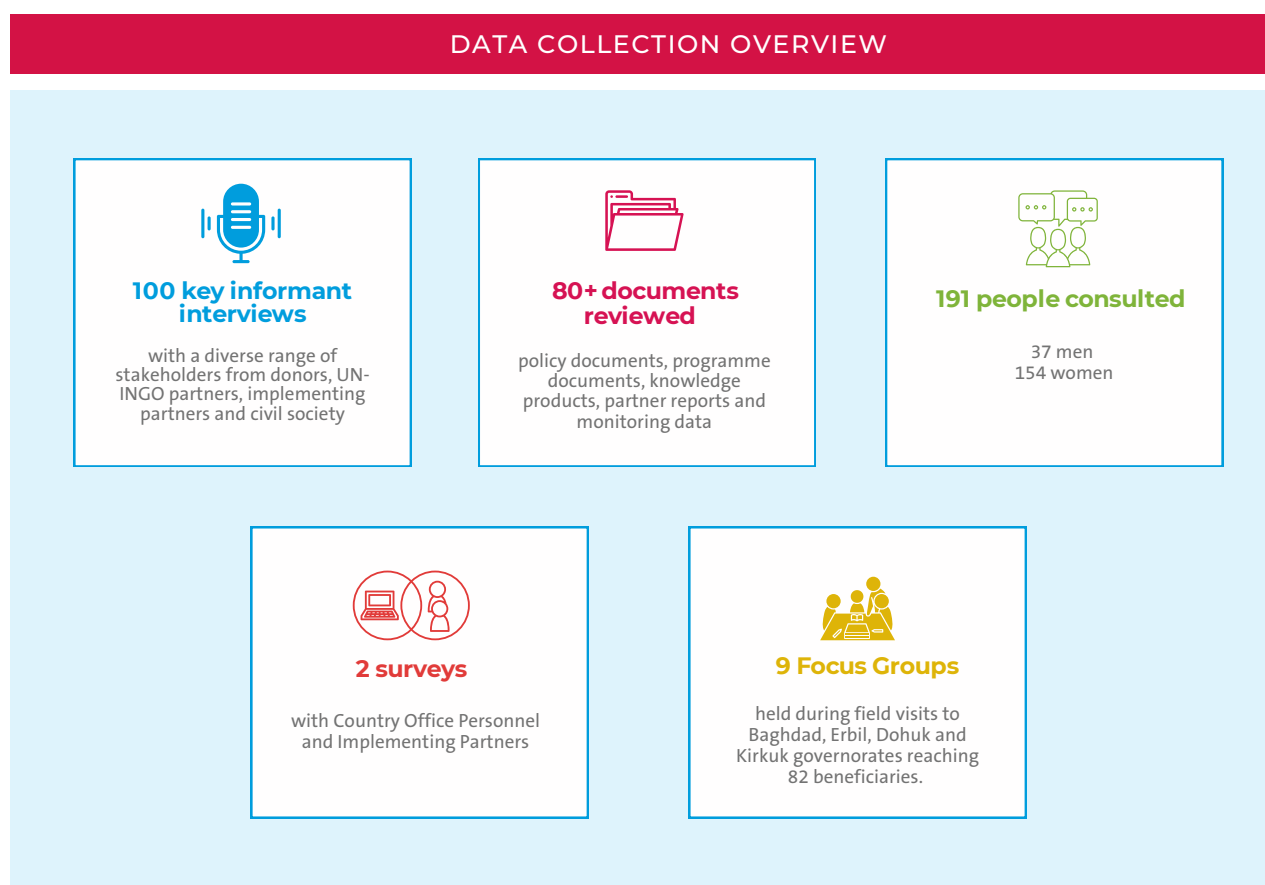 DATA COLLECTION OVERVIEW
100 key informant
interviews
with a diverse range of
stakeholders from donors, UN-
INGO partners, implementing
partners and civil society
80+ documents
reviewed
policy documents, programme
documents, knowledge
products, partner reports and
monitoring data
191 people consulted
37 men
154 women
2 surveys
with Country Office Personnel
and Implementing Partners
9 Focus Groups
held during field visits to
Baghdad, Erbil, Dohuk and
Kirkuk governorates reaching
82 beneficiaries.